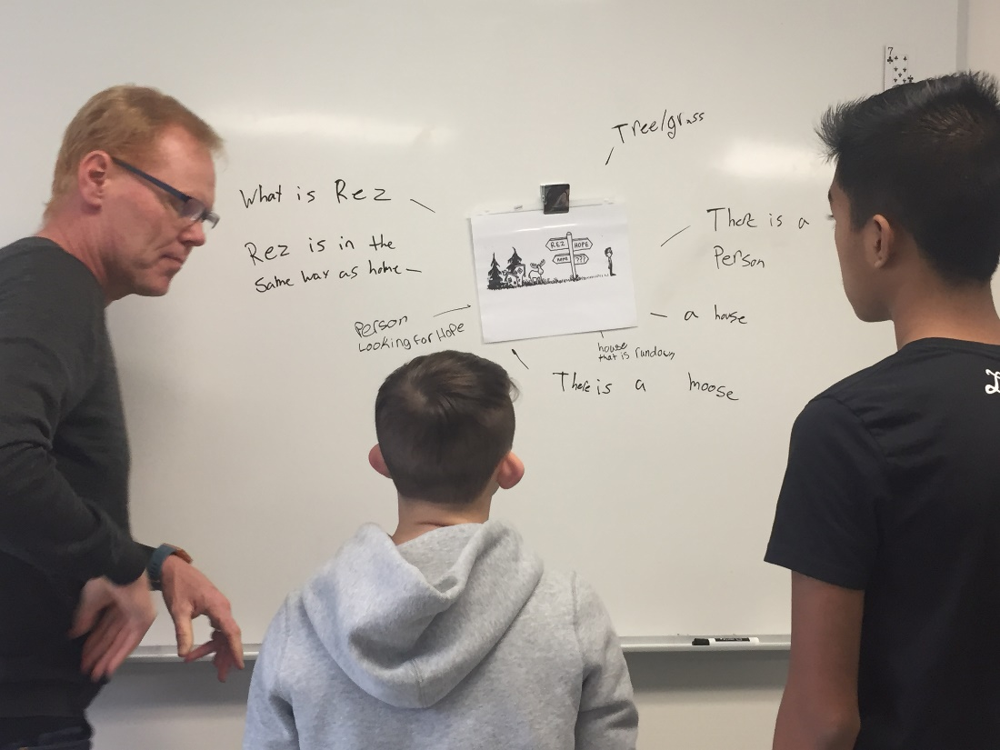 7
Tree/grass
What is Rez
There is a
Person
Rez is in the
Same way as home
REZ
HOPE
???
a house
Person
Looking for Hope
house
that is rundown
There is a moose